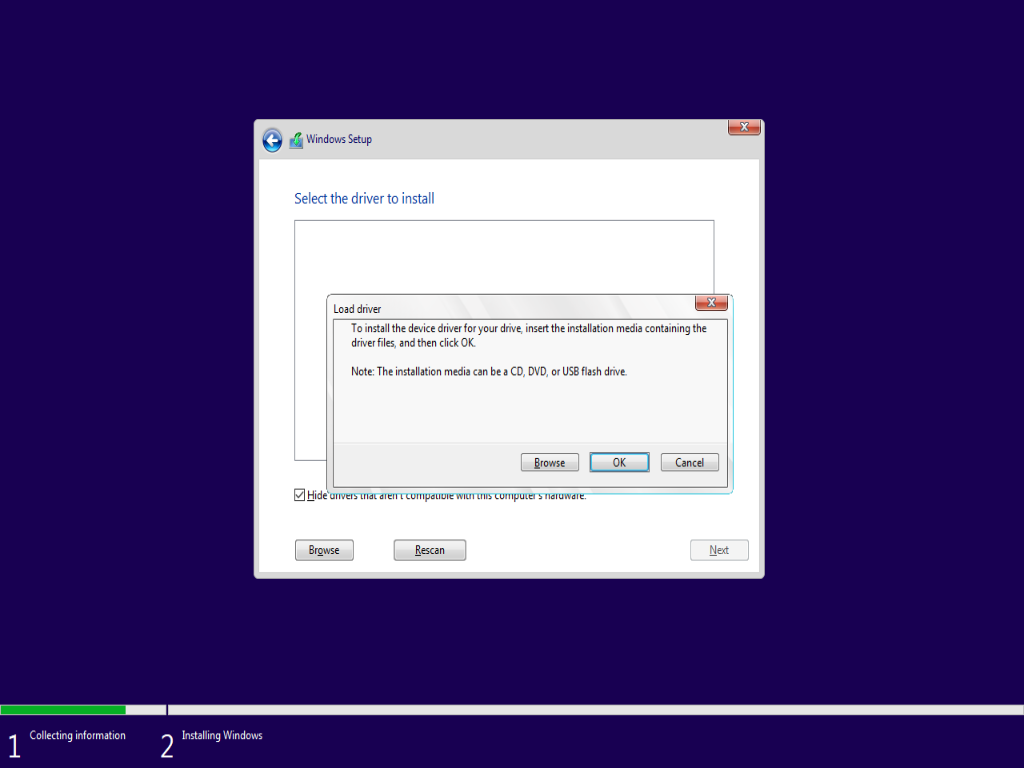 Windows Setup
Select the driver to install
Load driver
To install the device driver for your drive, insert the installation media containing the
driver files, and then click OK.
Note: The installation media can be a CD, DVD, or USB flash drive.
Browse
OK
Cancel
Hide drivers that aren't compatible with this computer's hardware.
Browse
Rescan
Next
1 Collecting information
2 Installing Windows